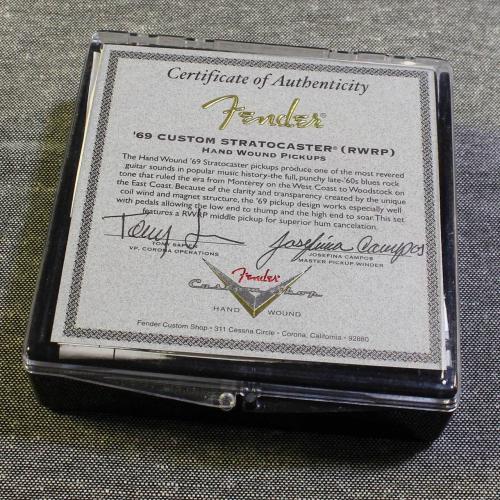 Certificate of Authenticity
Fender®
'69 CUSTOM STRATOCASTER® (RWRP)
HAND WOUND PICKUPS
The Hand Wound '69 Stratocaster pickups produce one of the most revered
guitar sounds in popular music history-the full, punchy late-'60s blues rock
tone that ruled the era from Monterey on the West Coast to Woodstock on
the East Coast. Because of the clarity and transparency created by the unique
coil wind and magnet structure, the '69 pickup design works especially well
with pedals allowing the low end to thump and the high end to soar. This set
features a RWRP middle pickup for superior hum cancelation.
Josefina Campos
TONY
JOSEFINA CAMPOS
VP, CORONA OPERATIONS
MASTER PICKUP WINDER
Fender
Custom Shop
HAND WOUND
Fender Custom Shop • 311 Cessna Circle • Corona, California • 92880